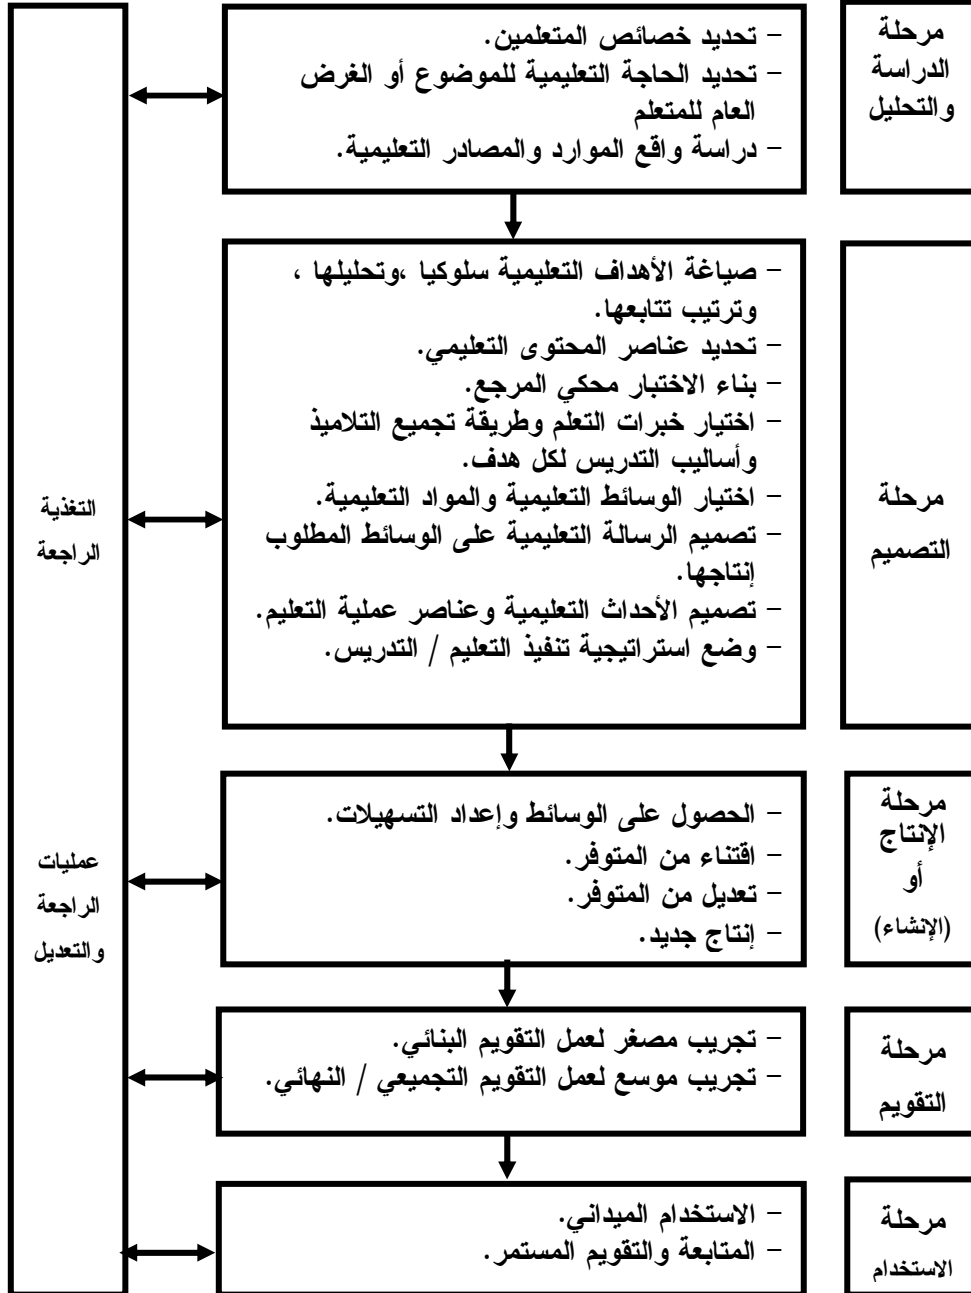 مرحلة
الدراسة
والتحليل
– تحديد خصائص المتعلمين.
– تحديد الحاجة التعليمية للموضوع أو الغرض
العام للمتعلم
– دراسة واقع الموارد والمصادر التعليمية.
مرحلة
التصميم
– صياغة الأهداف التعليمية سلوكيا ،وتحليلها ،
وترتيب تتابعها.
– تحديد عناصر المحتوى التعليمي.
– بناء الاختبار محكي المرجع.
– اختيار خبرات التعلم وطريقة تجميع التلاميذ
وأساليب التدريس لكل هدف.
– اختيار الوسائط التعليمية والمواد التعليمية.
– تصميم الرسالة التعليمية على الوسائط المطلوب
إنتاجها.
– تصميم الأحداث التعليمية وعناصر عملية التعليم.
– وضع استراتيجية تنفيذ التعليم / التدريس.
مرحلة
الإنتاج
أو
(الإنشاء)
– الحصول على الوسائط وإعداد التسهيلات.
– اقتناء من المتوفر.
– تعديل من المتوفر.
– إنتاج جديد.
مرحلة
التقويم
– تجريب مصغر لعمل التقويم البنائي.
– تجريب موسع لعمل التقويم التجميعي / النهائي.
مرحلة
الاستخدام
– الاستخدام الميداني.
– المتابعة والتقويم المستمر.
التغذية
الراجعة
عمليات
الراجعة
والتعديل